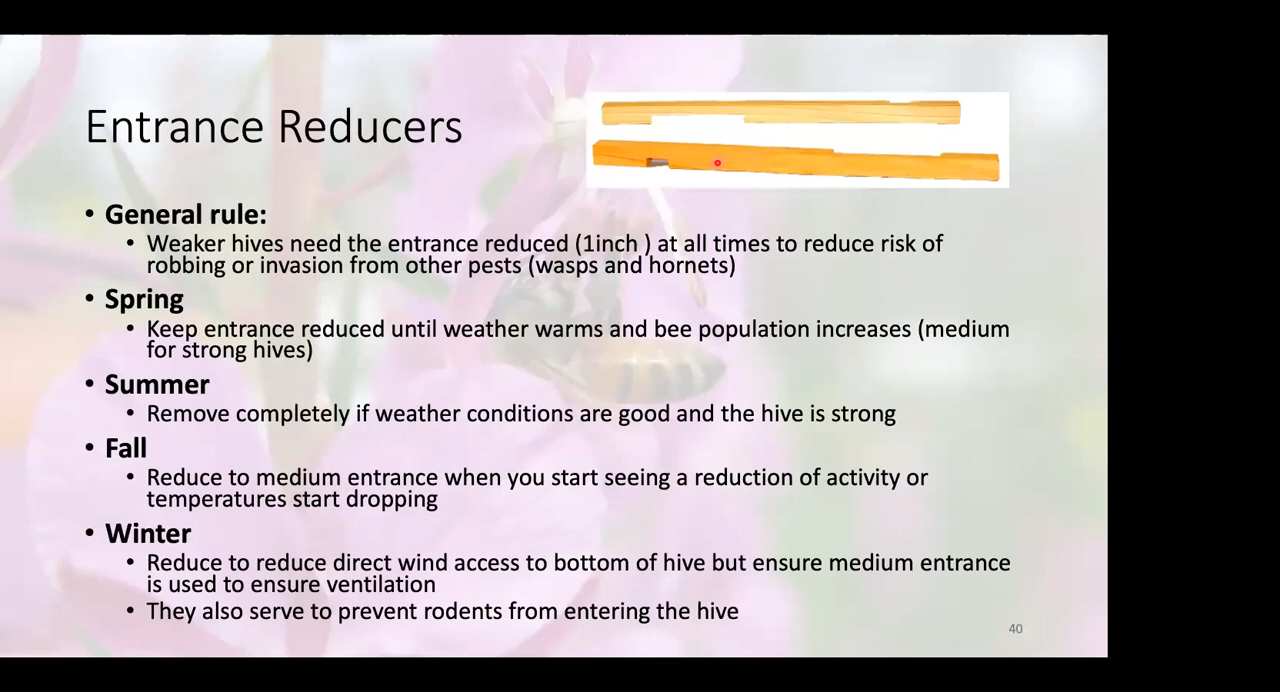 Entrance Reducers
• General rule:
• Weaker hives need the entrance reduced (1inch ) at all times to reduce risk of
robbing or invasion from other pests (wasps and hornets)
• Spring
• Keep entrance reduced until weather warms and bee population increases (medium
for strong hives)
• Summer
• Remove completely if weather conditions are good and the hive is strong
• Fall
• Reduce to medium entrance when you start seeing a reduction of activity or
temperatures start dropping
• Winter
• Reduce to reduce direct wind access to bottom of hive but ensure medium entrance
is used to ensure ventilation
• They also serve to prevent rodents from entering the hive
40